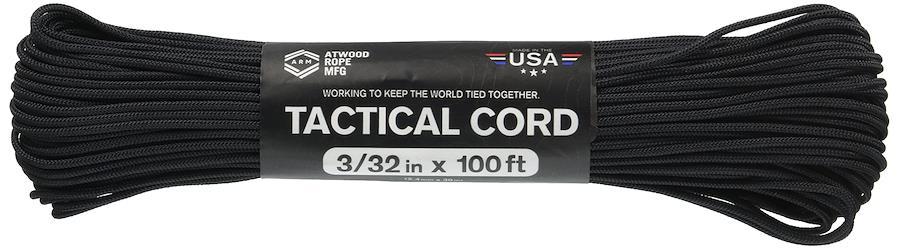 ARM
ATWOOD
ROPE
MFG
MADE IN THE
USA
WORKING TO KEEP THE WORLD TIED TOGETHER.
TACTICAL CORD
3/32 in x 100 ft